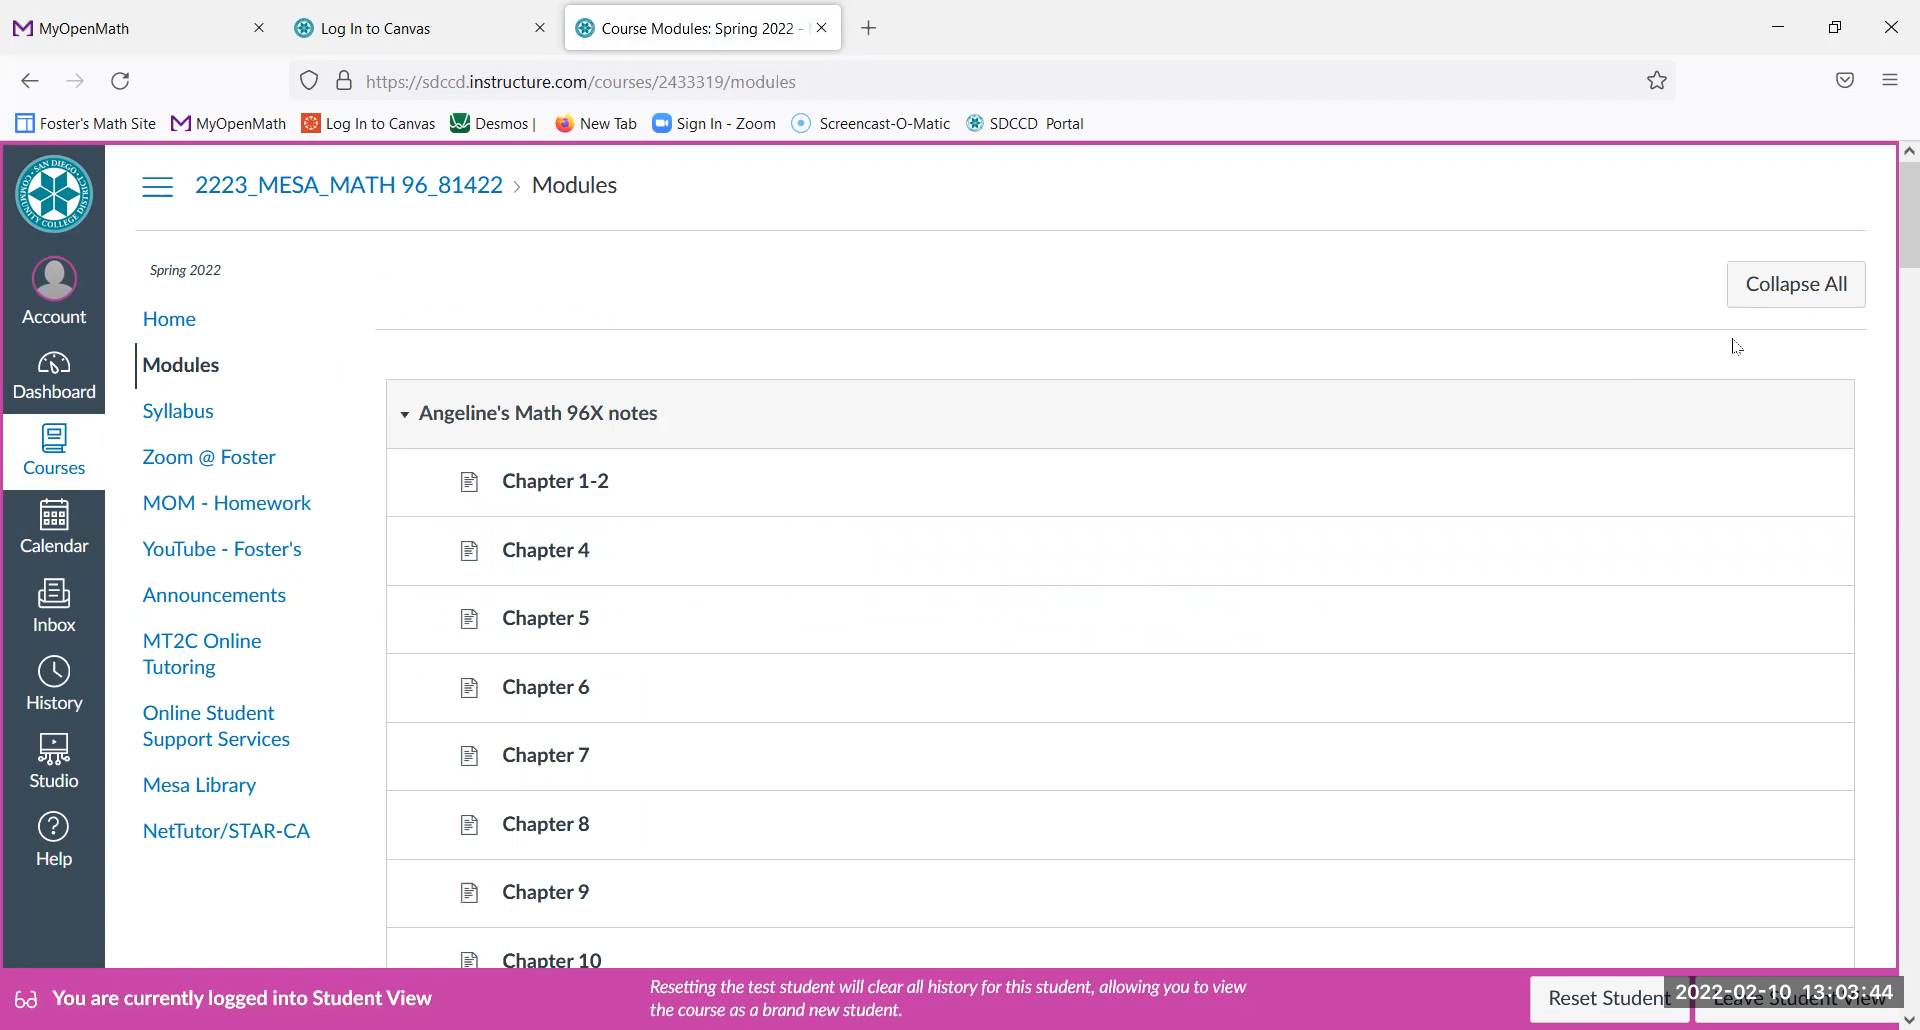 MyOpenMath
Log In to Canvas
Course Modules: Spring 2022 -
https://sdccd.instructure.com/courses/2433319/modules
Foster's Math Site
MyOpenMath
Log In to Canvas
Desmos |
New Tab
Sign In - Zoom
Screencast-O-Matic
SDCCD Portal
SAN DIEGO COMMUNITY COLLEGE DISTRICT
2223_MESA_MATH 96_81422 > Modules
Account
Dashboard
Courses
Calendar
Inbox
History
Studio
Help
Spring 2022
Home
Modules
Syllabus
Zoom @ Foster
MOM - Homework
YouTube - Foster's
Announcements
MT2C Online
Tutoring
Online Student
Support Services
Mesa Library
NetTutor/STAR-CA
Collapse All
Angeline's Math 96X notes
Chapter 1-2
Chapter 4
Chapter 5
Chapter 6
Chapter 7
Chapter 8
Chapter 9
Chapter 10
You are currently logged into Student View
Resetting the test student will clear all history for this student, allowing you to view
the course as a brand new student.
Reset Student
Leave Student View
2022-02-10 13:03:44